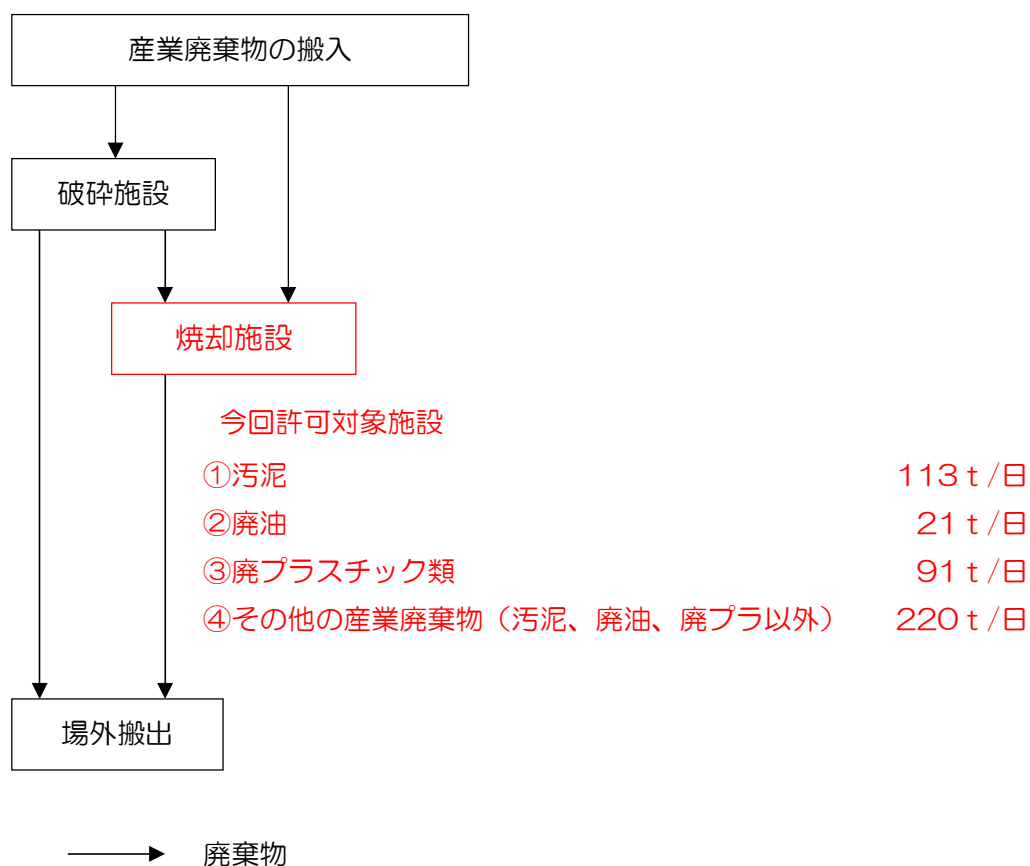 産業廃棄物の搬入
破砕施設
焼却施設
今回許可対象施設
①汚泥 113ｔ/日
②廃油 21ｔ/日
③廃プラスチック類 91ｔ/日
④その他の産業廃棄物（汚泥、廃油、廃プラ以外） 220ｔ/日
場外搬出
廃棄物